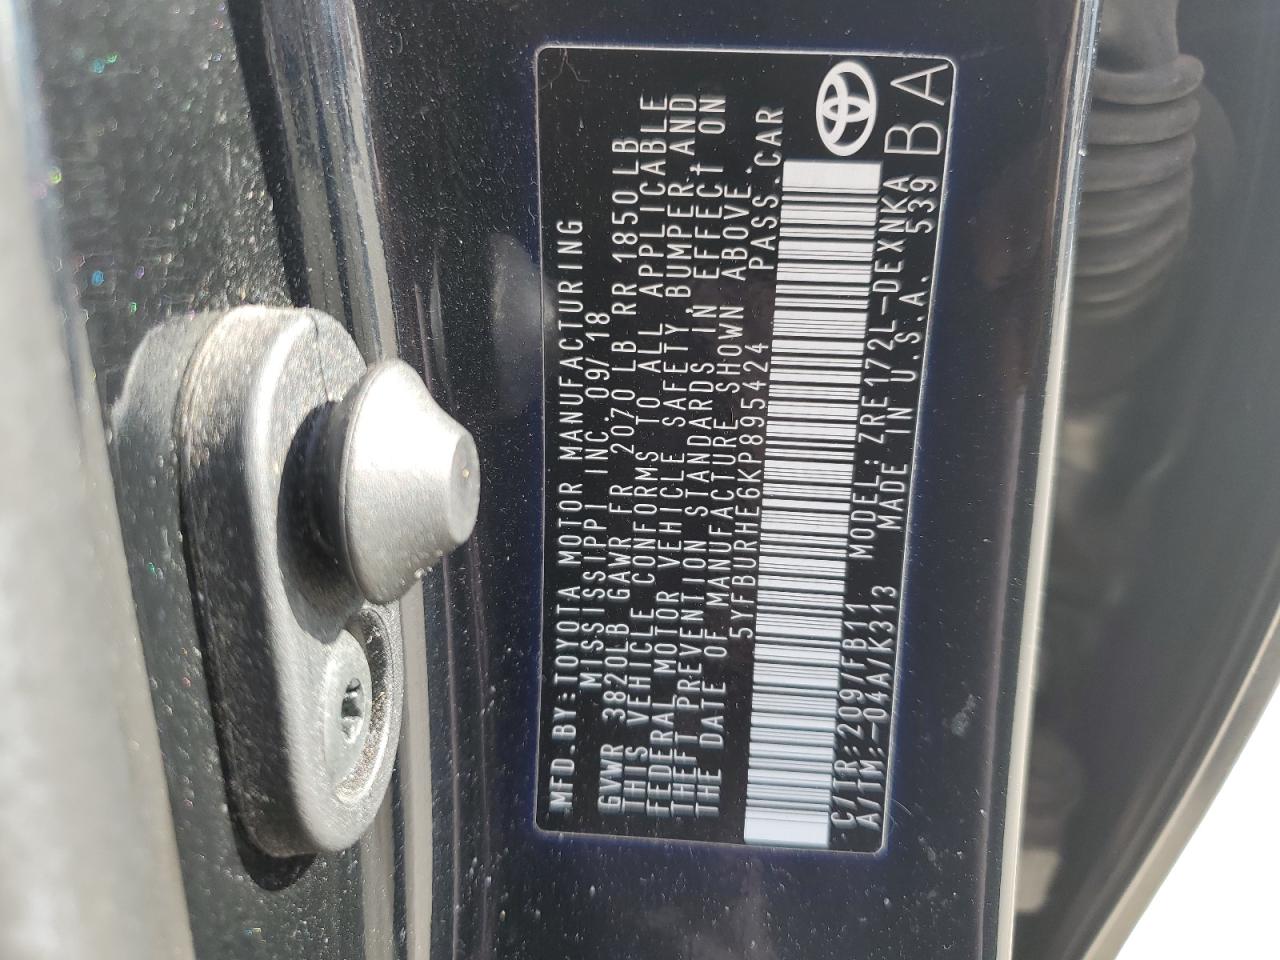 MFD.BY:TOYOTA MOTOR MANUFACTURING
MISSISSIPPI INC. 09/18
GVWR 3820LB GAWR FR 2070LB RR 1850LB
THIS VEHICLE CONFORMS TO ALL APPLICABLE
FEDERAL MOTOR VEHICLE SAFETY,BUMPER,AND
THEFT PREVENTION STANDARDS IN EFFECT ON
THE DATE OF MANUFACTURE SHOWN ABOVE.
5YFBURHE6KP895424 PASS.CAR
C/TR:209/FB11 MODEL:ZRE172L-DEXNKA
A/TM:-04A/K313 MADE IN U.S.A. 539
BA